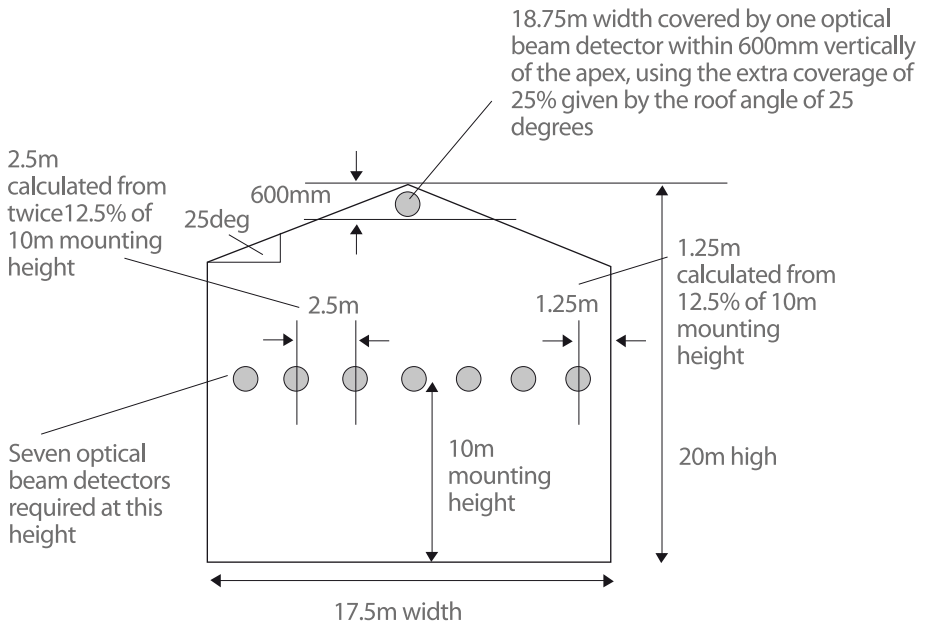 18.75m width covered by one optical
beam detector within 600mm vertically
of the apex, using the extra coverage of
25% given by the roof angle of 25
degrees
2.5m
calculated from
twice12.5% of
10m mounting
height
600mm
25deg
1.25m
calculated from
12.5% of 10m
mounting
height
2.5m
1.25m
Seven optical
beam detectors
required at this
height
10m
mounting
height
20m high
17.5m width